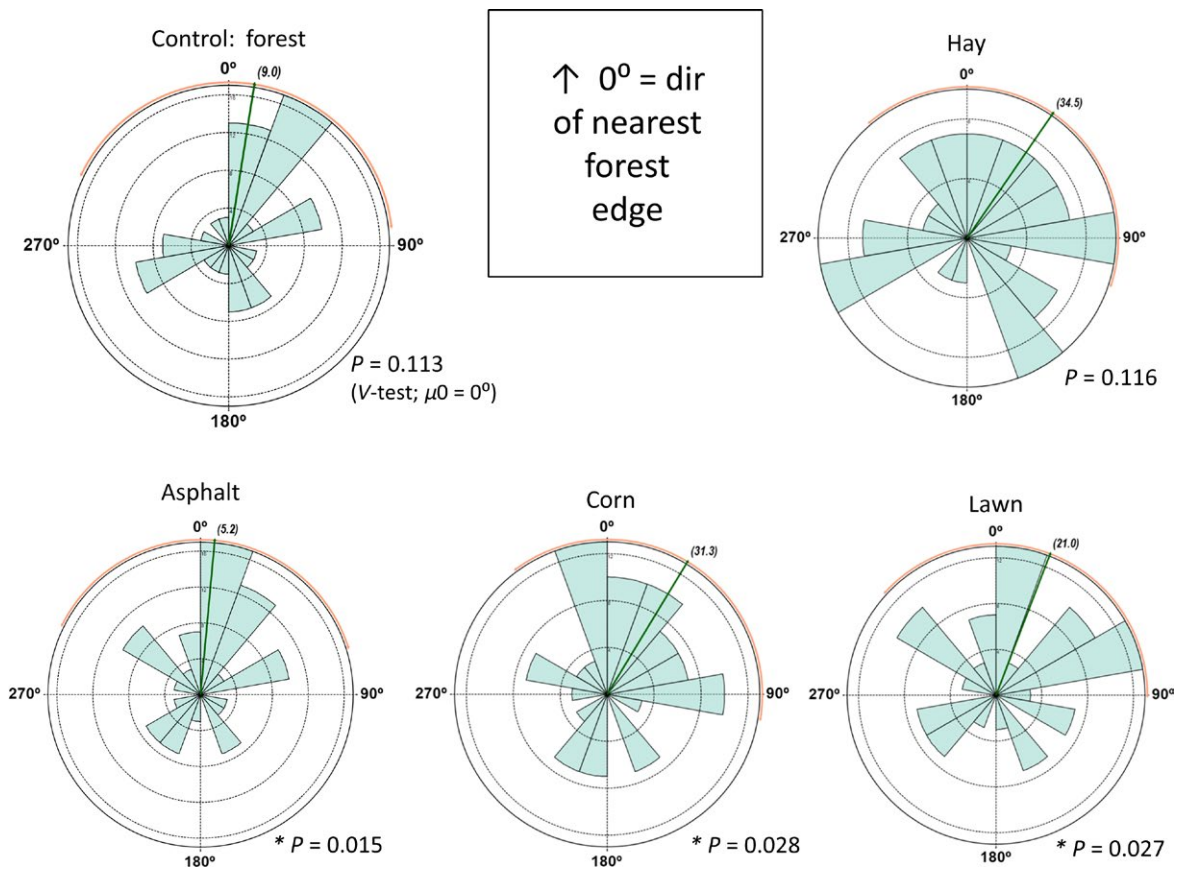 Control: forest
0º
(9.0)
270º
90º
180º
P = 0.113
(V-test; μ0 = 0º)
↑ 0º = dir
of nearest
forest
edge
Hay
0º
(34.5)
270º
90º
180º
P = 0.116
Asphalt
0º
(5.2)
270º
90º
180º
* P = 0.015
Corn
0º
(31.3)
270º
90º
180º
* P = 0.028
Lawn
0º
(21.0)
270º
90º
180º
* P = 0.027